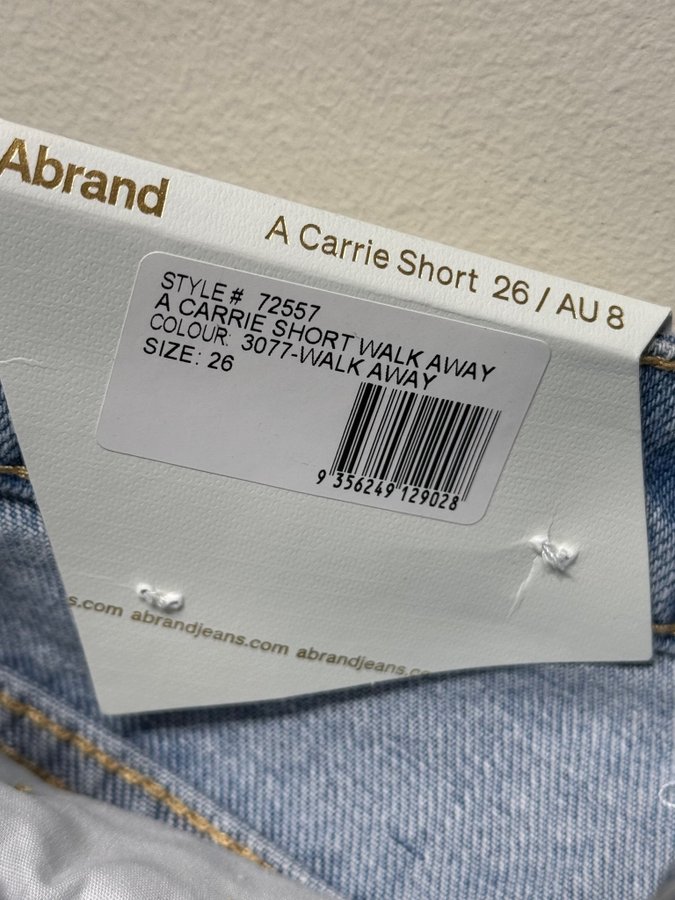 Abrand
A Carrie Short 26 / AU 8
STYLE # 72557
A CARRIE SHORT WALK AWAY
COLOUR: 3077-WALK AWAY
SIZE: 26
9 356249 129028
s.com abrandjeans.com abrandjeans.c